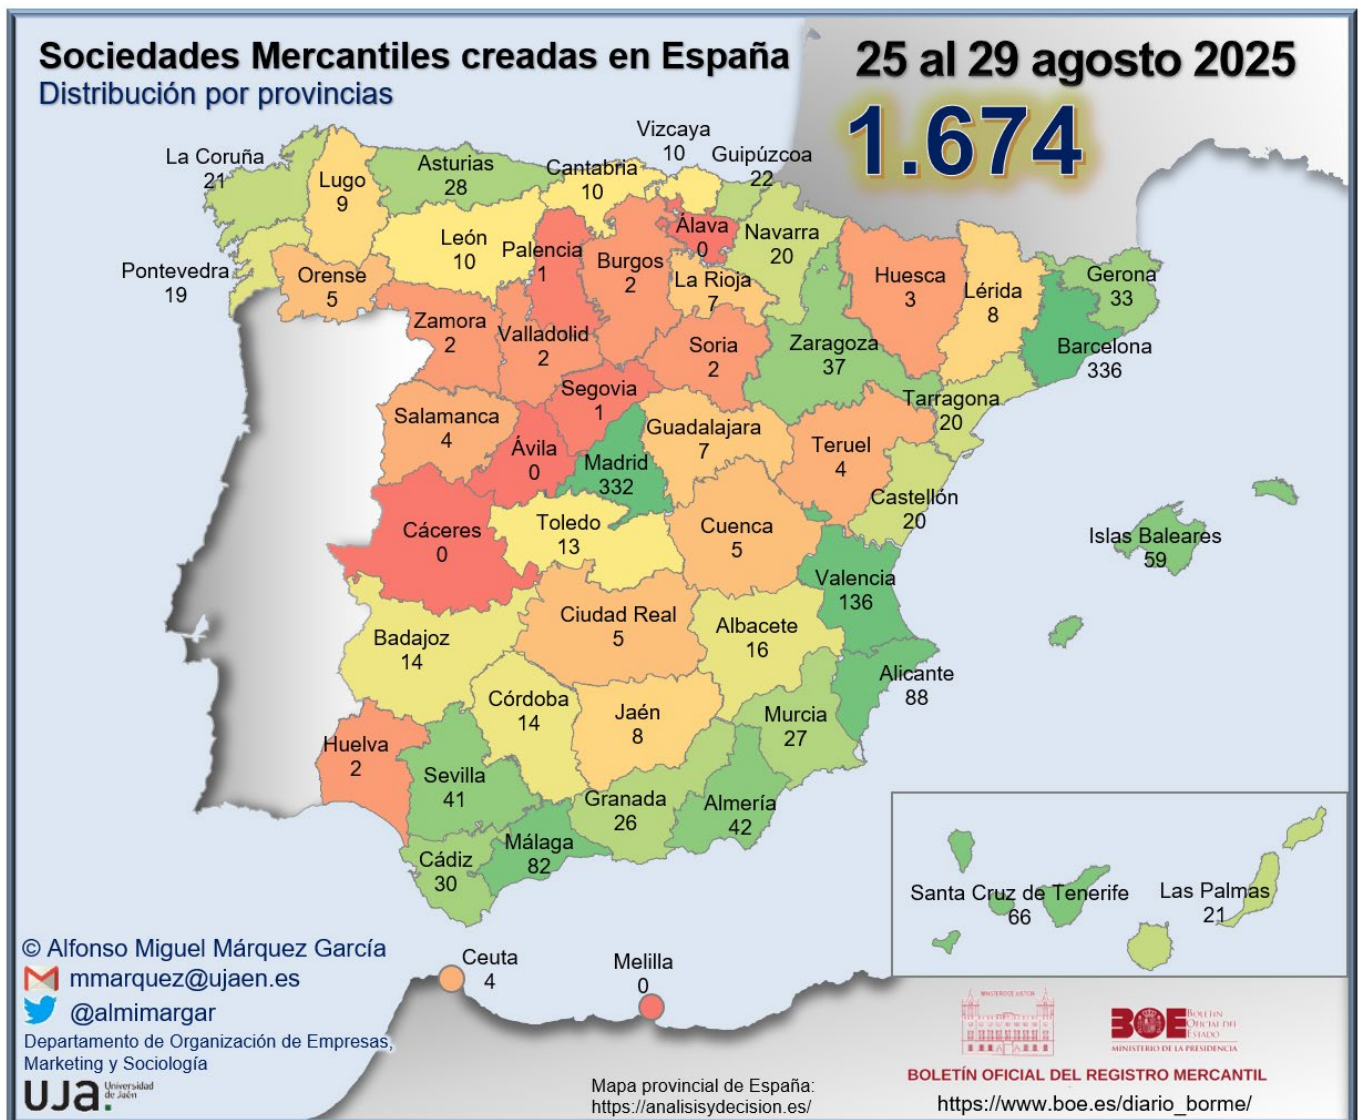 Sociedades Mercantiles creadas en España
Distribución por provincias
25 al 29 agosto 2025
1.674
La Coruña
21
Lugo
9
Asturias
28
Cantabria
10
Vizcaya
10
Guipúzcoa
22
Pontevedra
19
Orense
5
León
10
Palencia
1
Burgos
2
Álava
0
La Rioja
7
Navarra
20
Huesca
3
Lérida
8
Gerona
33
Barcelona
336
Zamora
2
Valladolid
2
Soria
2
Zaragoza
37
Tarragona
20
Salamanca
4
Segovia
1
Ávila
0
Madrid
332
Guadalajara
7
Teruel
4
Castellón
20
Cáceres
0
Toledo
13
Cuenca
5
Islas Baleares
59
Valencia
136
Badajoz
14
Ciudad Real
5
Albacete
16
Alicante
88
Córdoba
14
Jaén
8
Murcia
27
Huelva
2
Sevilla
41
Granada
26
Almería
42
Cádiz
30
Málaga
82
Santa Cruz de Tenerife
66
Las Palmas
21
Ceuta
4
Melilla
0
© Alfonso Miguel Márquez García
mmarquez@ujaen.es
@almimargar
Departamento de Organización de Empresas,
Marketing y Sociología
UJa.
Universidad
de Jaén
Mapa provincial de España:
https://analisisydecision.es/
MINISTERIO DE JUSTICIA
BOE
BOLETÍN
OFICIAL DEL
ESTADO
MINISTERIO DE LA PRESIDENCIA
BOLETÍN OFICIAL DEL REGISTRO MERCANTIL
https://www.boe.es/diario_borme/